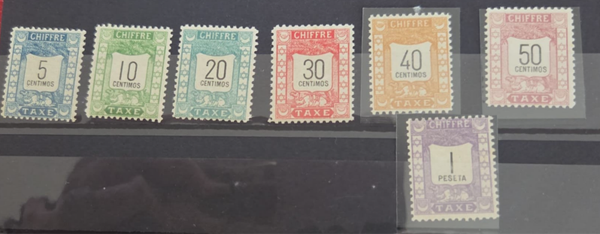 CHIFFRE
5
CENTIMOS
TAXE
CHIFFRE
10
CENTIMOS
TAXE
CHIFFRE
20
CENTIMOS
TAXE
CHIFFRE
30
CENTIMOS
TAXE
CHIFFRE
40
CENTIMOS
TAXE
CHIFFRE
50
CENTIMOS
TAXE
CHIFFRE
1
PESETA
TAXE